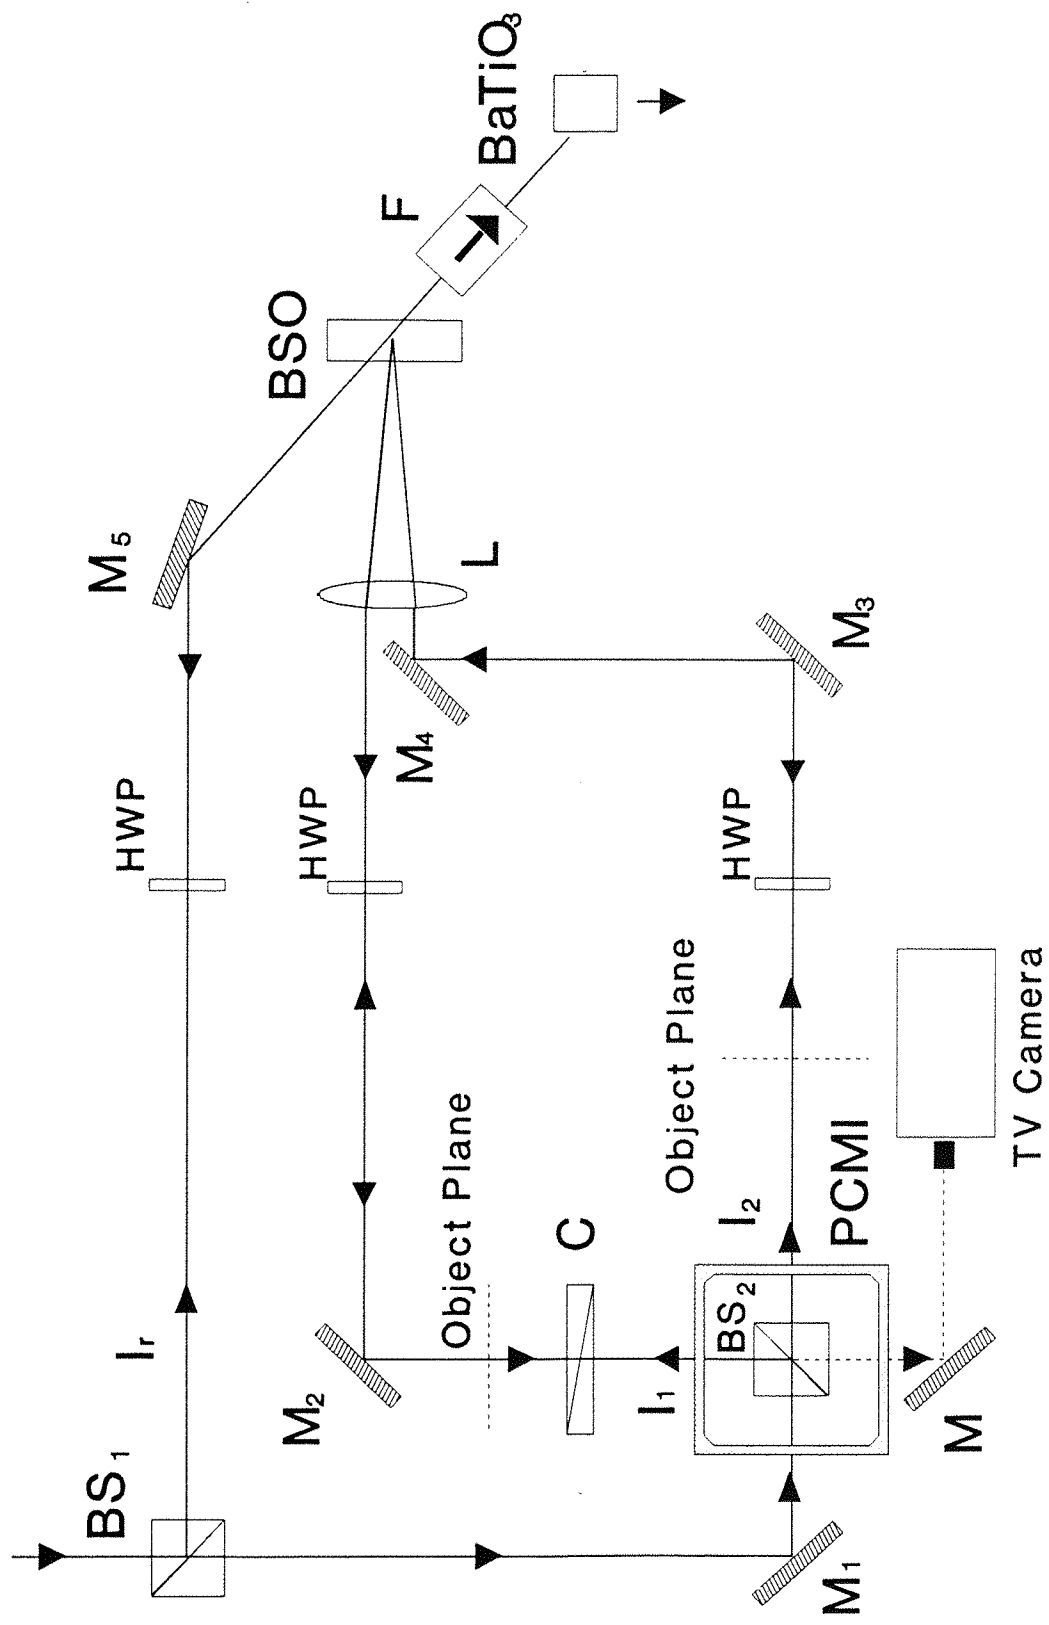 BS₁
Iᵣ
HWP
M₅
M₂
HWP
M₄
BSO
L
F
BaTiO₃
Object Plane
C
I₁
BS₂
I₂
Object Plane
HWP
M₃
M₁
PCMI
M
TV Camera